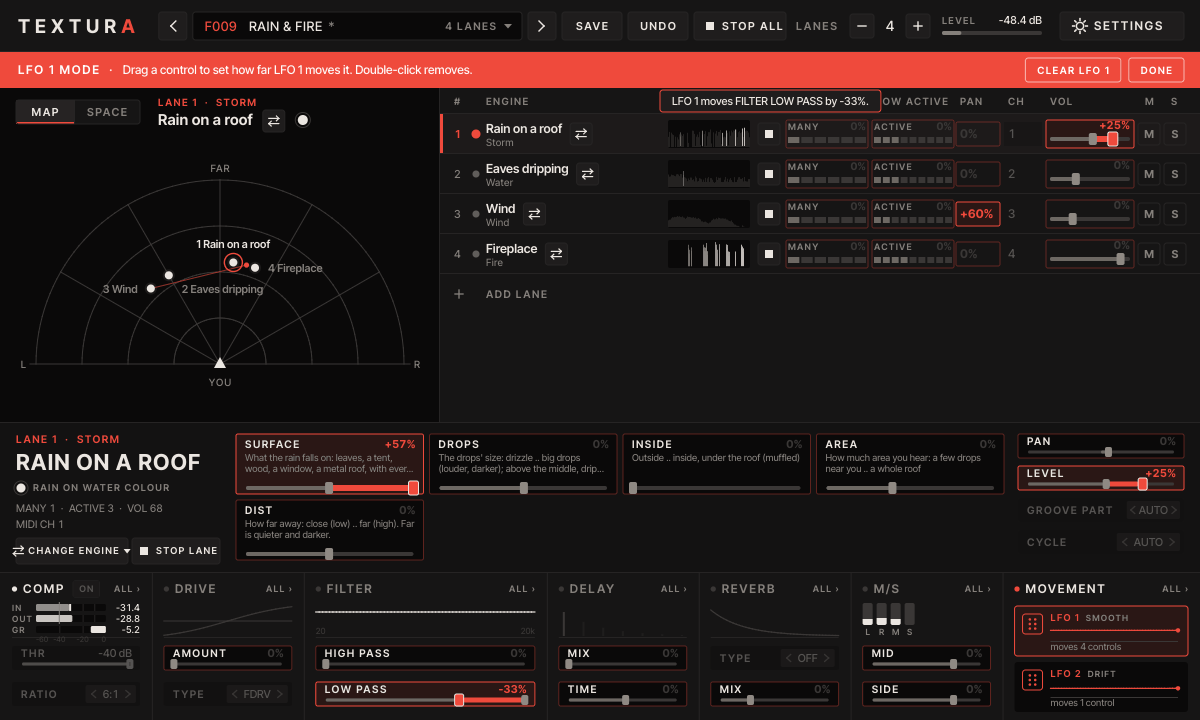 TEXTURA
F009 RAIN & FIRE *
4 LANES
SAVE
UNDO
STOP ALL
LANES
4
LEVEL -48.4 dB
SETTINGS
LFO 1 MODE · Drag a control to set how far LFO 1 moves it. Double-click removes.
CLEAR LFO 1
DONE
MAP SPACE
LANE 1 · STORM
Rain on a roof
FAR
1 Rain on a roof
4 Fireplace
3 Wind
2 Eaves dripping
L
R
YOU
# ENGINE
LFO 1 moves FILTER LOW PASS by -33%.
OW ACTIVE PAN CH VOL M S
1 Rain on a roof
Storm
MANY 0% ACTIVE 0% 0% 1 +25% M S
2 Eaves dripping
Water
MANY 0% ACTIVE 0% 0% 2 0% M S
3 Wind
Wind
MANY 0% ACTIVE 0% +60% 3 0% M S
4 Fireplace
Fire
MANY 0% ACTIVE 0% 0% 4 0% M S
+ ADD LANE
LANE 1 · STORM
RAIN ON A ROOF
RAIN ON WATER COLOUR
MANY 1 · ACTIVE 3 · VOL 68
MIDI CH 1
CHANGE ENGINE
STOP LANE
SURFACE +57%
What the rain falls on: leaves, a tent,
wood, a window, a metal roof, with ever...
DROPS 0%
The drops' size: drizzle .. big drops
(louder, darker); above the middle, drip...
INSIDE 0%
Outside .. inside, under the roof (muffled)
AREA 0%
How much area you hear: a few drops
near you .. a whole roof
DIST 0%
How far away: close (low) .. far (high). Far
is quieter and darker.
PAN 0%
LEVEL +25%
GROOVE PART < AUTO >
CYCLE < AUTO >
COMP ON ALL ›
IN -31.4
OUT -28.8
GR -5.2
-60 -40 -20 0
THR -40 dB
RATIO < 6:1 >
DRIVE ALL ›
AMOUNT 0%
TYPE < FDRV >
FILTER ALL ›
20 20k
HIGH PASS 0%
LOW PASS -33%
DELAY ALL ›
MIX 0%
TIME 0%
REVERB ALL ›
TYPE < OFF >
MIX 0%
M/S ALL ›
L R M S
MID 0%
SIDE 0%
MOVEMENT ALL ›
LFO 1 SMOOTH
moves 4 controls
LFO 2 DRIFT
moves 1 control